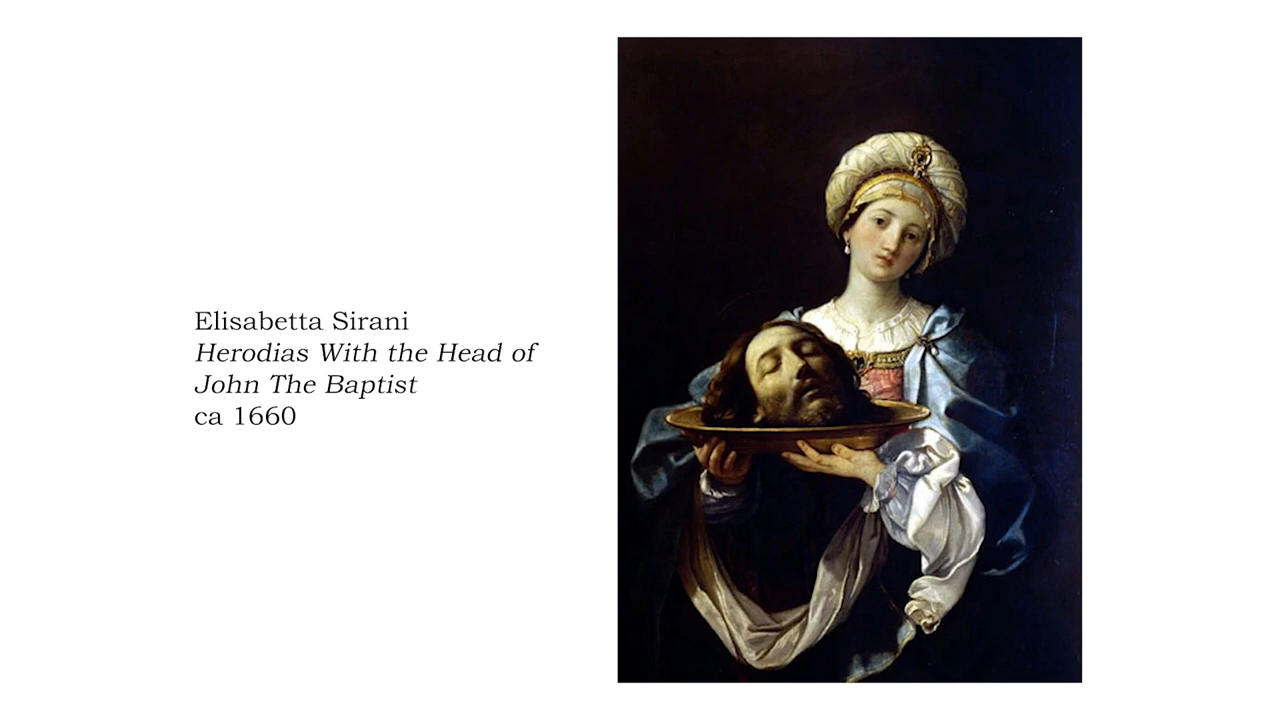 Elisabetta Sirani
Herodias With the Head of
John The Baptist
ca 1660